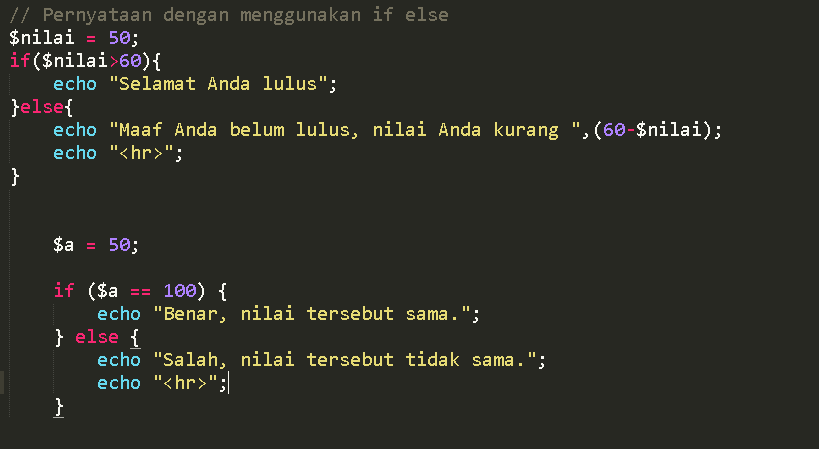 // Pernyataan dengan menggunakan if else
$nilai = 50;
if($nilai>60){
    echo "Selamat Anda lulus";
}else{
    echo "Maaf Anda belum lulus, nilai Anda kurang ",(60-$nilai);
    echo "<hr>";
}
    $a = 50;
    if ($a == 100) {
        echo "Benar, nilai tersebut sama.";
    } else {
        echo "Salah, nilai tersebut tidak sama.";
        echo "<hr>";
    }